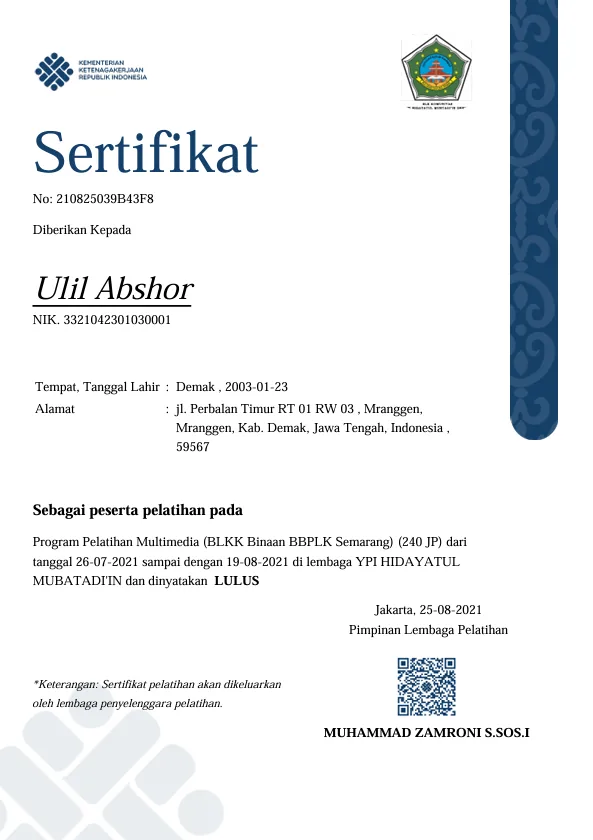 KEMENTERIAN
KETENAGAKERJAAN
REPUBLIK INDONESIA
BLK KOMUNITAS
Sertifikat
No: 210825039B43F8
Diberikan Kepada
Ulil Abshor
NIK. 3321042301030001
Tempat, Tanggal Lahir : Demak , 2003-01-23
Alamat : jl. Perbalan Timur RT 01 RW 03 , Mranggen,
Mranggen, Kab. Demak, Jawa Tengah, Indonesia ,
59567
Sebagai peserta pelatihan pada
Program Pelatihan Multimedia (BLKK Binaan BBPLK Semarang) (240 JP) dari
tanggal 26-07-2021 sampai dengan 19-08-2021 di lembaga YPI HIDAYATUL
MUBATADI'IN dan dinyatakan LULUS
Jakarta, 25-08-2021
Pimpinan Lembaga Pelatihan
*Keterangan: Sertifikat pelatihan akan dikeluarkan
oleh lembaga penyelenggara pelatihan.
MUHAMMAD ZAMRONI S.SOS.I